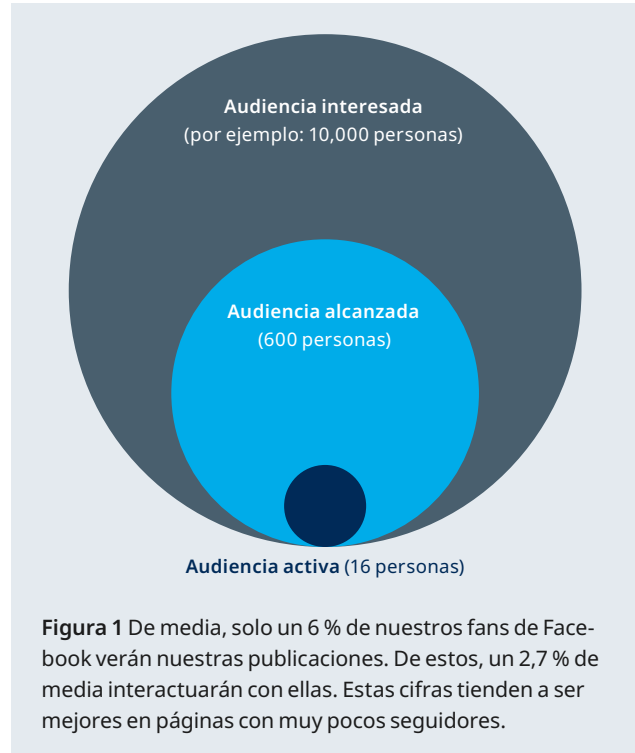 Audiencia interesada
(por ejemplo: 10,000 personas)
Audiencia alcanzada
(600 personas)
Audiencia activa (16 personas)
Figura 1 De media, solo un 6 % de nuestros fans de Face-
book verán nuestras publicaciones. De estos, un 2,7 % de
media interactuarán con ellas. Estas cifras tienden a ser
mejores en páginas con muy pocos seguidores.